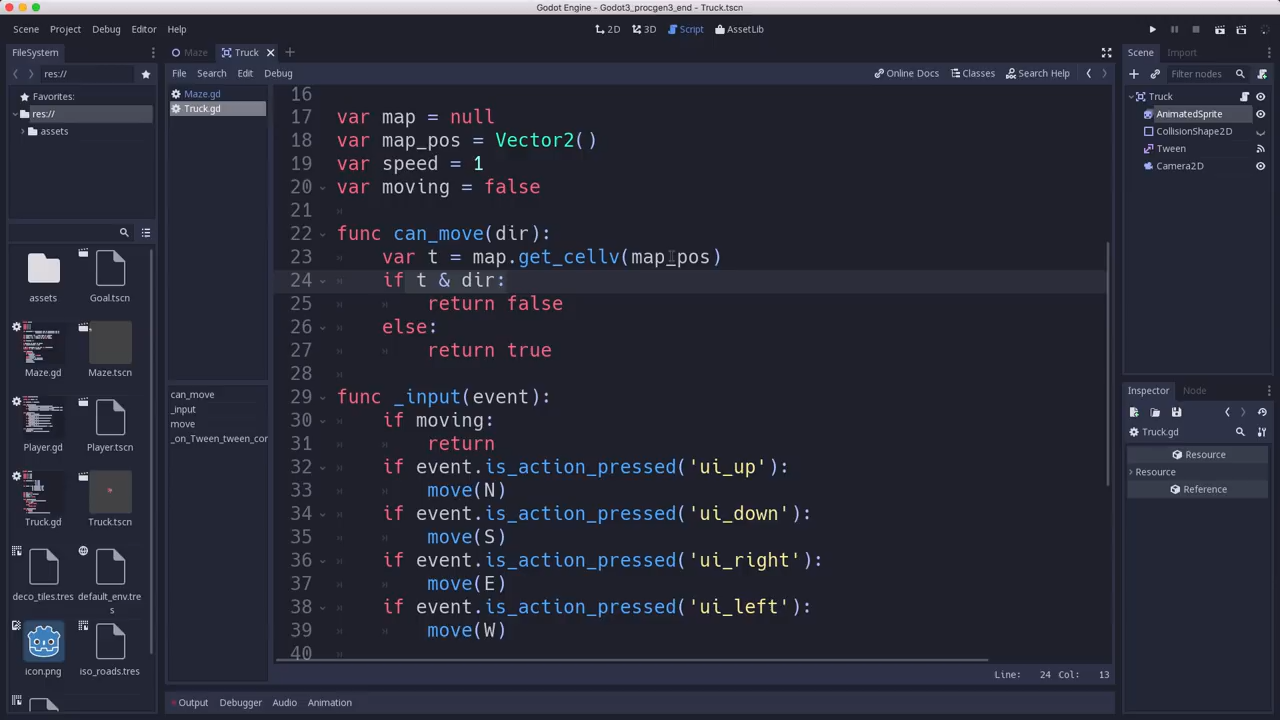 Godot Engine - Godot3_procgen3_end - Truck.tscn
Scene Project Debug Editor Help
2D 3D Script AssetLib
FileSystem
Maze Truck
Scene Import
res://
File Search Edit Debug
Online Docs Classes Search Help
Filter nodes
Favorites:
res://
assets
Maze.gd
Truck.gd
Truck
AnimatedSprite
CollisionShape2D
Tween
Camera2D
16
17 var map = null
18 var map_pos = Vector2()
19 var speed = 1
20 var moving = false
21
22 func can_move(dir):
23 var t = map.get_cellv(map_pos)
24 if t & dir:
25 return false
26 else:
27 return true
28
29 func _input(event):
30 if moving:
31 return
32 if event.is_action_pressed('ui_up'):
33 move(N)
34 if event.is_action_pressed('ui_down'):
35 move(S)
36 if event.is_action_pressed('ui_right'):
37 move(E)
38 if event.is_action_pressed('ui_left'):
39 move(W)
40
assets Goal.tscn
Maze.gd Maze.tscn
Player.gd Player.tscn
Truck.gd Truck.tscn
deco_tiles.tres default_env.tre
s
icon.png iso_roads.tres
can_move
_input
move
_on_Tween_tween_cor
Inspector Node
Truck.gd
Resource
Resource
Reference
Line: 24 Col: 13
Output Debugger Audio Animation